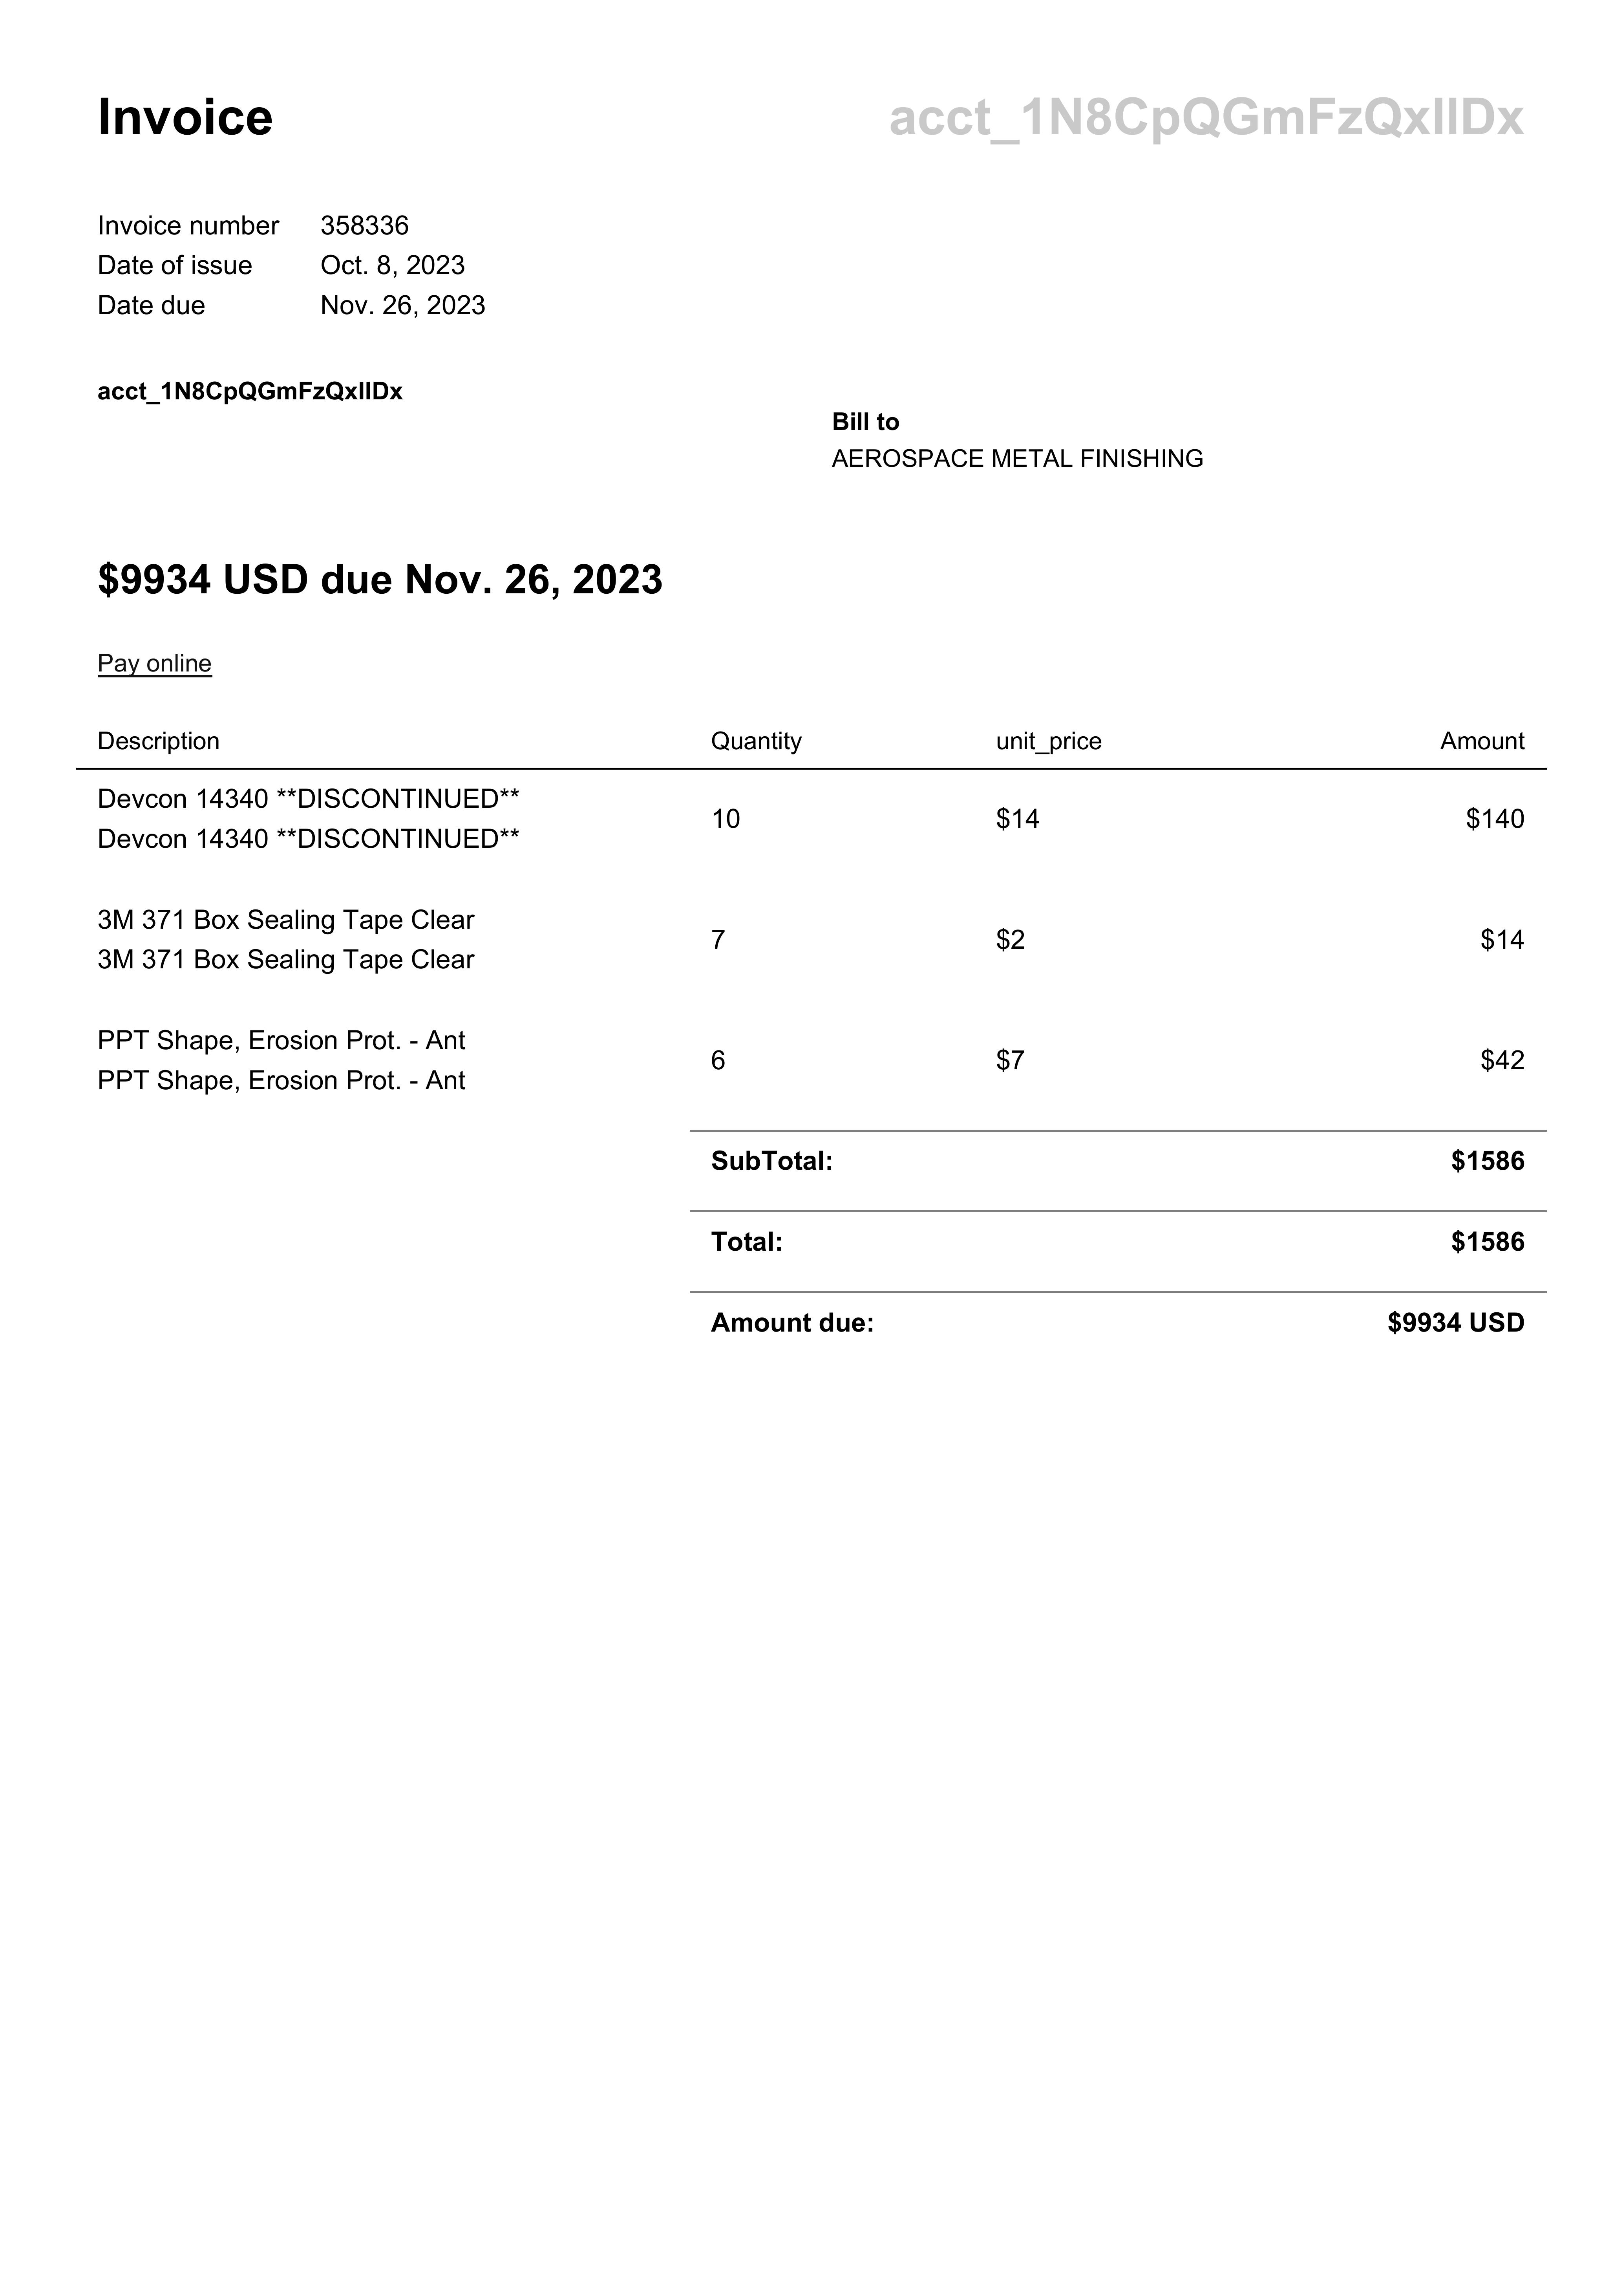 Invoice
acct_1N8CpQGmFzQxIlDx
Invoice number 358336
Date of issue Oct. 8, 2023
Date due Nov. 26, 2023
acct_1N8CpQGmFzQxIlDx
Bill to
AEROSPACE METAL FINISHING
$9934 USD due Nov. 26, 2023
Pay online
Description Quantity unit_price Amount
Devcon 14340 **DISCONTINUED**
Devcon 14340 **DISCONTINUED**
10 $14 $140
3M 371 Box Sealing Tape Clear
3M 371 Box Sealing Tape Clear
7 $2 $14
PPT Shape, Erosion Prot. - Ant
PPT Shape, Erosion Prot. - Ant
6 $7 $42
SubTotal: $1586
Total: $1586
Amount due: $9934 USD